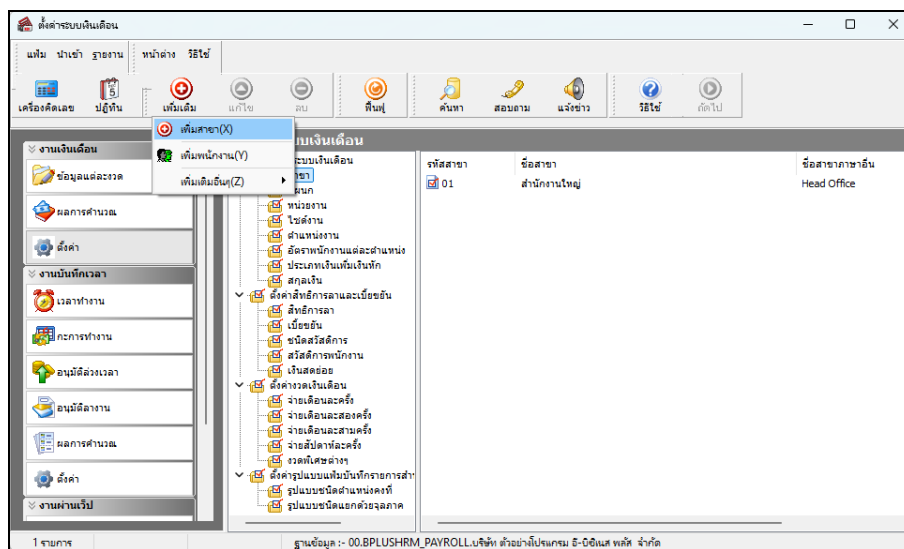 ตั้งค่าระบบเงินเดือน
แฟ้ม นำเข้า รายงาน หน้าต่าง วิธีใช้
เครื่องคิดเลข ปฏิทิน เพิ่มเติม แก้ไข ลบ ฟื้นฟู ค้นหา สอบถาม แจ้งข่าว วิธีใช้ ถัดไป
เพิ่มสาขา(X)
เพิ่มพนักงาน(Y)
เพิ่มเติมอื่นๆ(Z)
งานเงินเดือน
ข้อมูลแต่ละงวด
ผลการคำนวณ
ตั้งค่า
งานบันทึกเวลา
เวลาทำงาน
กะการทำงาน
อนุมัติล่วงเวลา
อนุมัติลางาน
ผลการคำนวณ
ตั้งค่า
งานผ่านเว็ป
บบเงินเดือน
ระบบเงินเดือน
ขา
ผนก
หน่วยงาน
ไซต์งาน
ตำแหน่งงาน
อัตราพนักงานแต่ละตำแหน่ง
ประเภทเงินเพิ่มเงินหัก
สกุลเงิน
ตั้งค่าสิทธิการลาและเบี้ยขยัน
สิทธิการลา
เบี้ยขยัน
ชนิดสวัสดิการ
สวัสดิการพนักงาน
เงินสดย่อย
ตั้งค่างวดเงินเดือน
จ่ายเดือนละครั้ง
จ่ายเดือนละสองครั้ง
จ่ายเดือนละสามครั้ง
จ่ายสัปดาห์ละครั้ง
งวดพิเศษต่างๆ
ตั้งค่ารูปแบบแฟ้มบันทึกรายการสำ
รูปแบบชนิดตำแหน่งคงที่
รูปแบบชนิดแยกด้วยจุลภาค
รหัสสาขา ชื่อสาขา ชื่อสาขาภาษาอื่น
01 สำนักงานใหญ่ Head Office
1 รายการ ฐานข้อมูล :- 00.BPLUSHRM_PAYROLL.บริษัท ตัวอย่างโปรแกรม อี-บิซิเนส พลัส จำกัด